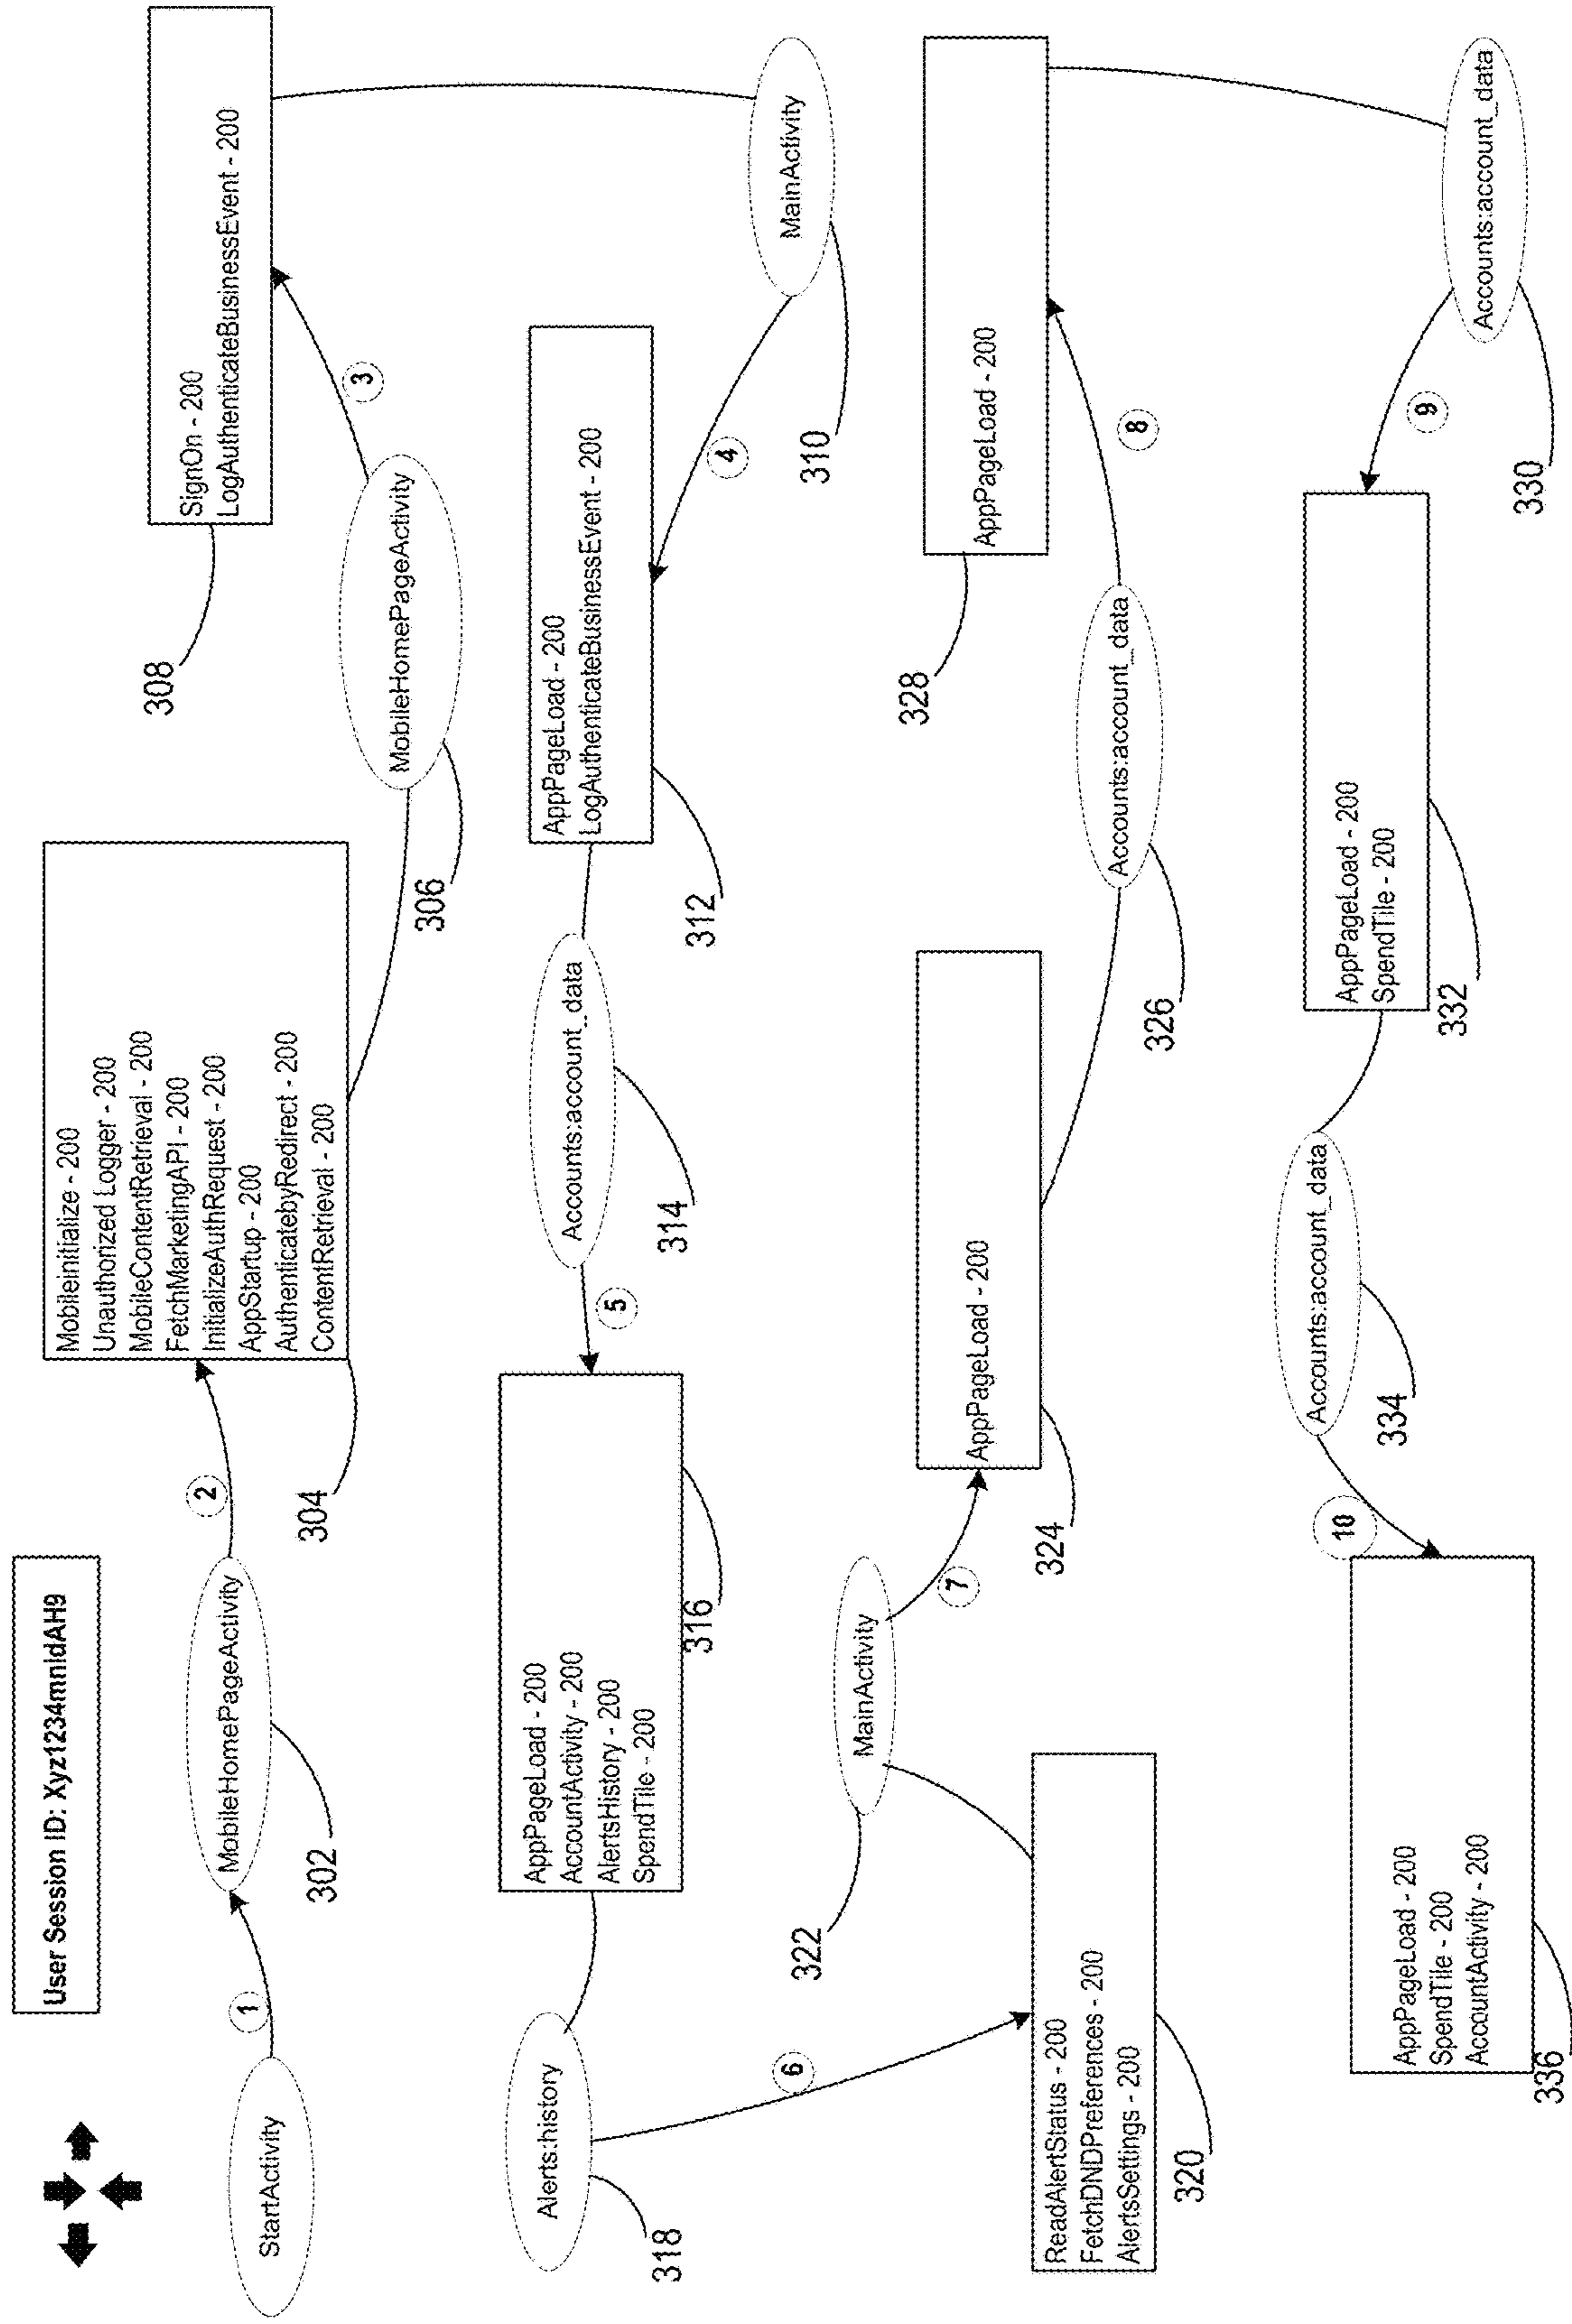 User Session ID: Xyz1234mnldAH9
StartActivity
1
MobileHomePageActivity
302
2
Mobileinitialize - 200
Unauthorized Logger - 200
MobileContentRetrieval - 200
FetchMarketingAPI - 200
InitializeAuthRequest - 200
AppStartup - 200
AuthenticatebyRedirect - 200
ContentRetrieval - 200
304
MobileHomePageActivity
306
3
SignOn - 200
LogAuthenticateBusinessEvent - 200
308
MainActivity
310
4
AppPageLoad - 200
LogAuthenticateBusinessEvent - 200
312
Accounts:account_data
314
5
AppPageLoad - 200
AccountActivity - 200
AlertsHistory - 200
SpendTile - 200
316
Alerts:history
318
6
ReadAlertStatus - 200
FetchDNDPreferences - 200
AlertsSettings - 200
320
MainActivity
322
7
AppPageLoad - 200
324
Accounts:account_data
326
8
AppPageLoad - 200
328
Accounts:account_data
330
9
AppPageLoad - 200
SpendTile - 200
332
Accounts:account_data
334
10
AppPageLoad - 200
SpendTile - 200
AccountActivity - 200
336